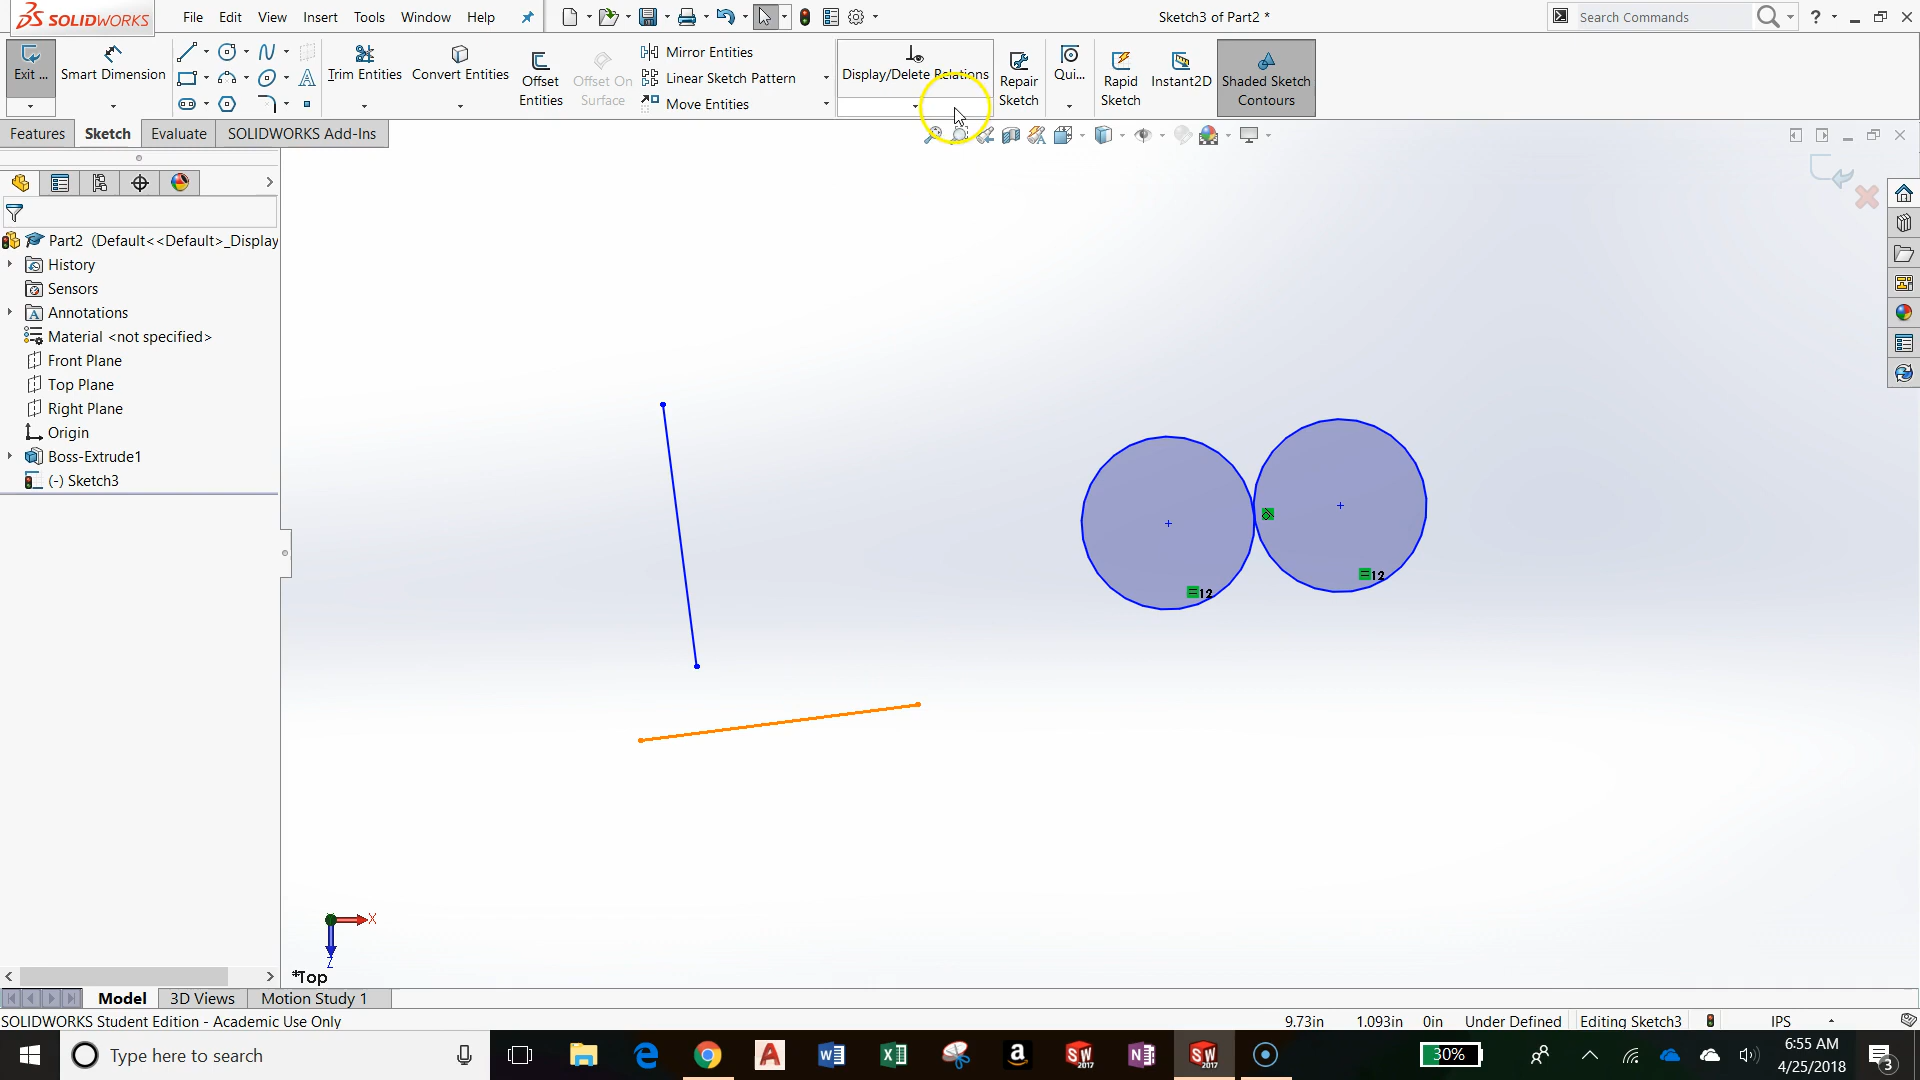 SOLIDWORKS File Edit View Insert Tools Window Help Sketch3 of Part2 * Search Commands ?
Exit ... Smart Dimension Trim Entities Convert Entities Offset Entities Offset On Surface Mirror Entities Linear Sketch Pattern Move Entities Display/Delete Relations Repair Sketch Qui... Rapid Sketch Instant2D Shaded Sketch Contours
Features Sketch Evaluate SOLIDWORKS Add-Ins
Part2 (Default<<Default>_Display
History
Sensors
Annotations
Material <not specified>
Front Plane
Top Plane
Right Plane
Origin
Boss-Extrude1
(-) Sketch3
12
12
X
Z
*Top
Model 3D Views Motion Study 1
SOLIDWORKS Student Edition - Academic Use Only 9.73in 1.093in 0in Under Defined Editing Sketch3 IPS
Type here to search 30% 6:55 AM
4/25/2018 3